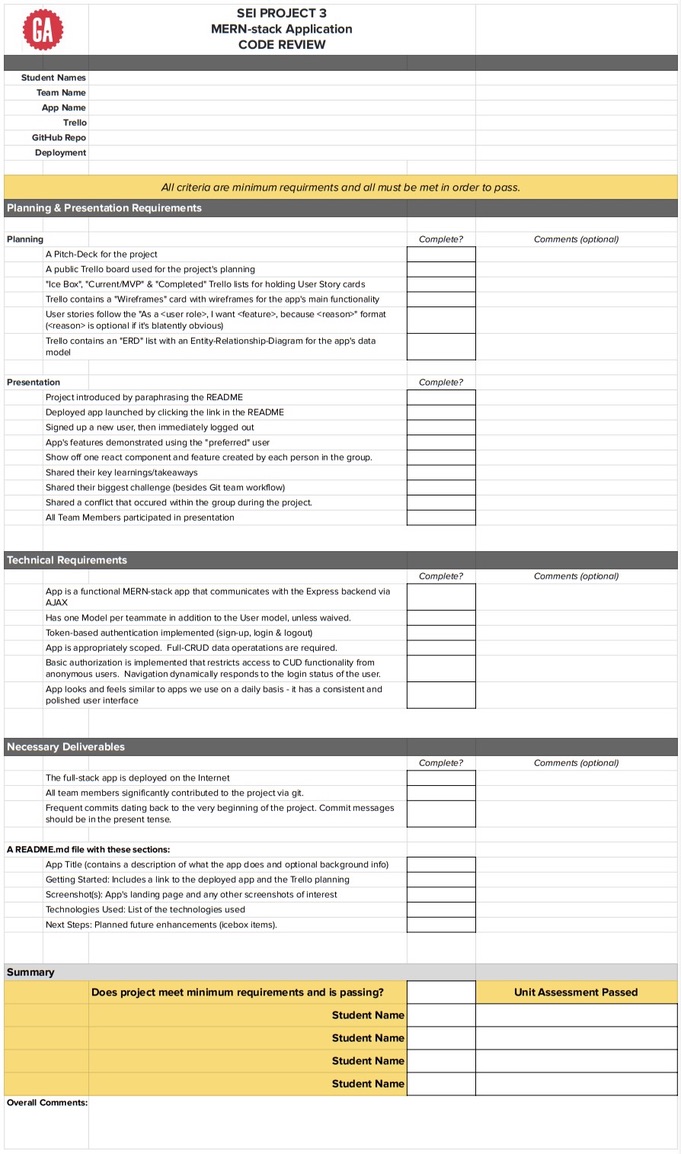 GA
SEI PROJECT 3
MERN-stack Application
CODE REVIEW
Student Names
Team Name
App Name
Trello
GitHub Repo
Deployment
All criteria are minimum requirments and all must be met in order to pass.
Planning & Presentation Requirements
Planning Complete? Comments (optional)
A Pitch-Deck for the project
A public Trello board used for the project's planning
"Ice Box", "Current/MVP" & "Completed" Trello lists for holding User Story cards
Trello contains a "Wireframes" card with wireframes for the app's main functionality
User stories follow the "As a <user role>, I want <feature>, because <reason>" format
(<reason> is optional if it's blatently obvious)
Trello contains an "ERD" list with an Entity-Relationship-Diagram for the app's data
model
Presentation Complete?
Project introduced by paraphrasing the README
Deployed app launched by clicking the link in the README
Signed up a new user, then immediately logged out
App's features demonstrated using the "preferred" user
Show off one react component and feature created by each person in the group.
Shared their key learnings/takeaways
Shared their biggest challenge (besides Git team workflow)
Shared a conflict that occured within the group during the project.
All Team Members participated in presentation
Technical Requirements
Complete? Comments (optional)
App is a functional MERN-stack app that communicates with the Express backend via
AJAX
Has one Model per teammate in addition to the User model, unless waived.
Token-based authentication implemented (sign-up, login & logout)
App is appropriately scoped. Full-CRUD data operatations are required.
Basic authorization is implemented that restricts access to CUD functionality from
anonymous users. Navigation dynamically responds to the login status of the user.
App looks and feels similar to apps we use on a daily basis - it has a consistent and
polished user interface
Necessary Deliverables
Complete? Comments (optional)
The full-stack app is deployed on the Internet
All team members significantly contributed to the project via git.
Frequent commits dating back to the very beginning of the project. Commit messages
should be in the present tense.
A README.md file with these sections:
App Title (contains a description of what the app does and optional background info)
Getting Started: Includes a link to the deployed app and the Trello planning
Screenshot(s): App's landing page and any other screenshots of interest
Technologies Used: List of the technologies used
Next Steps: Planned future enhancements (icebox items).
Summary
Does project meet minimum requirements and is passing? Unit Assessment Passed
Student Name
Student Name
Student Name
Student Name
Overall Comments: